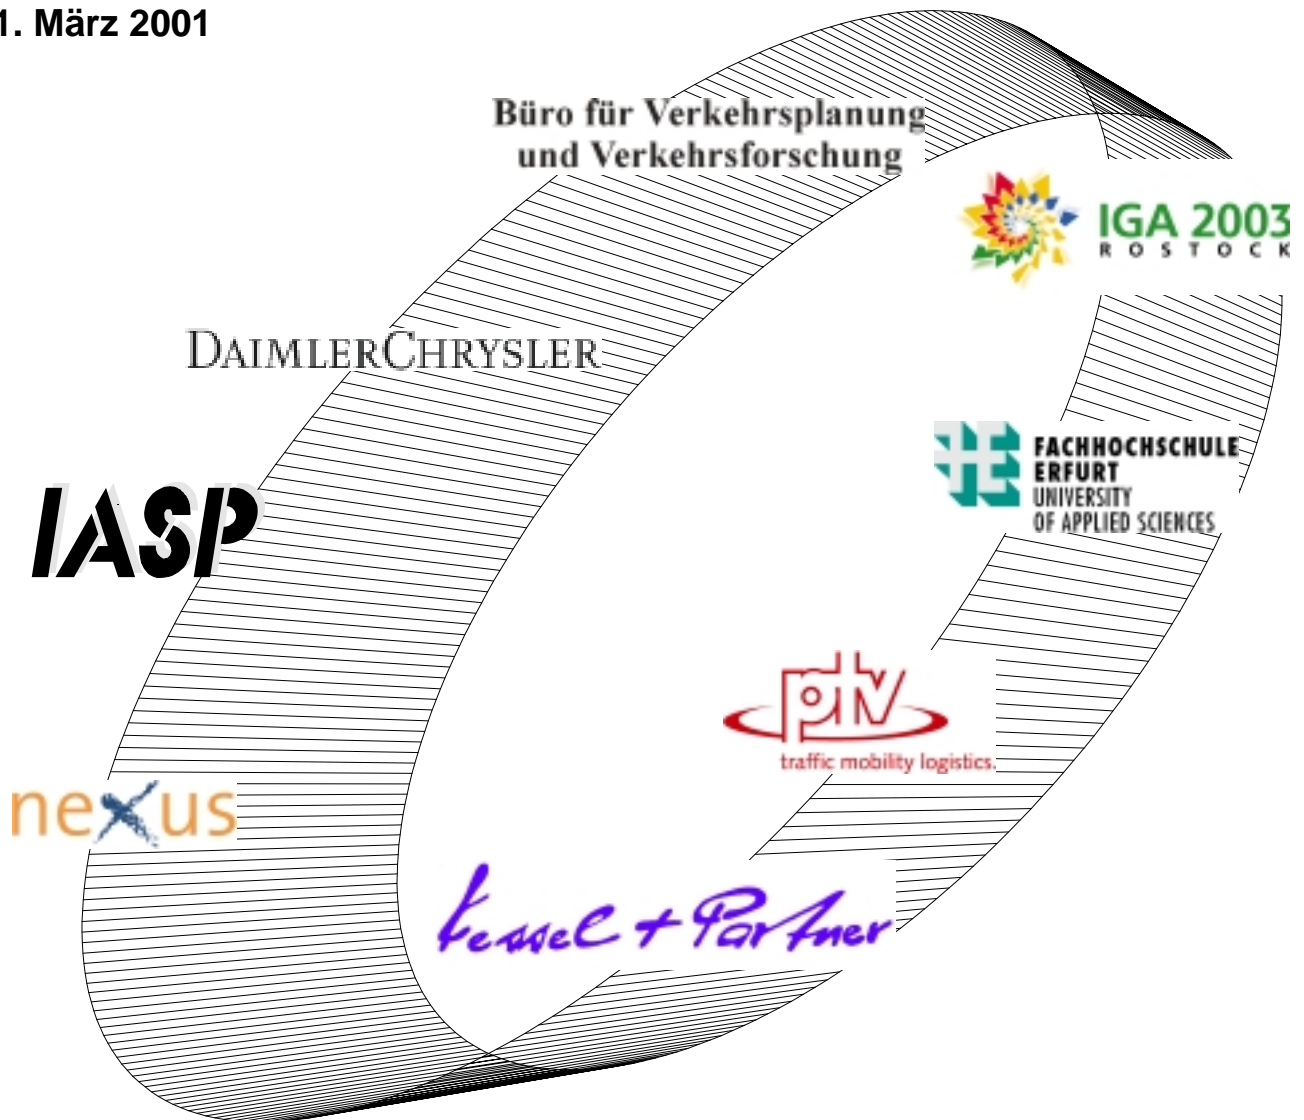 1. März 2001
Büro für Verkehrsplanung
und Verkehrsforschung
IGA 2003
ROSTOCK
DAIMLERCHRYSLER
FACHHOCHSCHULE
ERFURT
UNIVERSITY
OF APPLIED SCIENCES
IASP
ptv
traffic mobility logistics.
nexus
Kessel + Partner